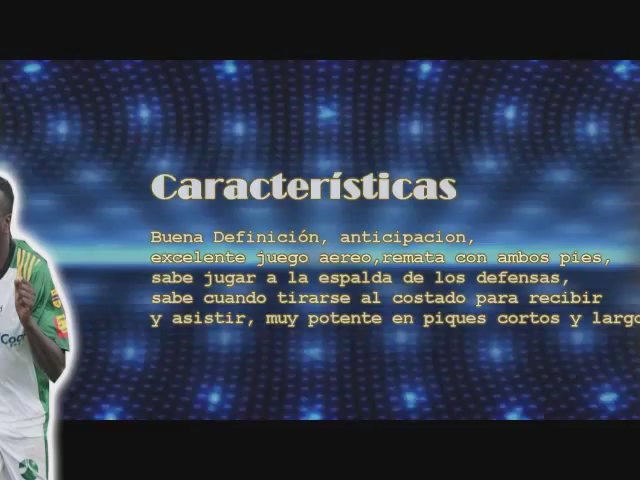 Características
Buena Definición, anticipacion,
excelente juego aereo,remata con ambos pies,
sabe jugar a la espalda de los defensas,
sabe cuando tirarse al costado para recibir
y asistir, muy potente en piques cortos y largo